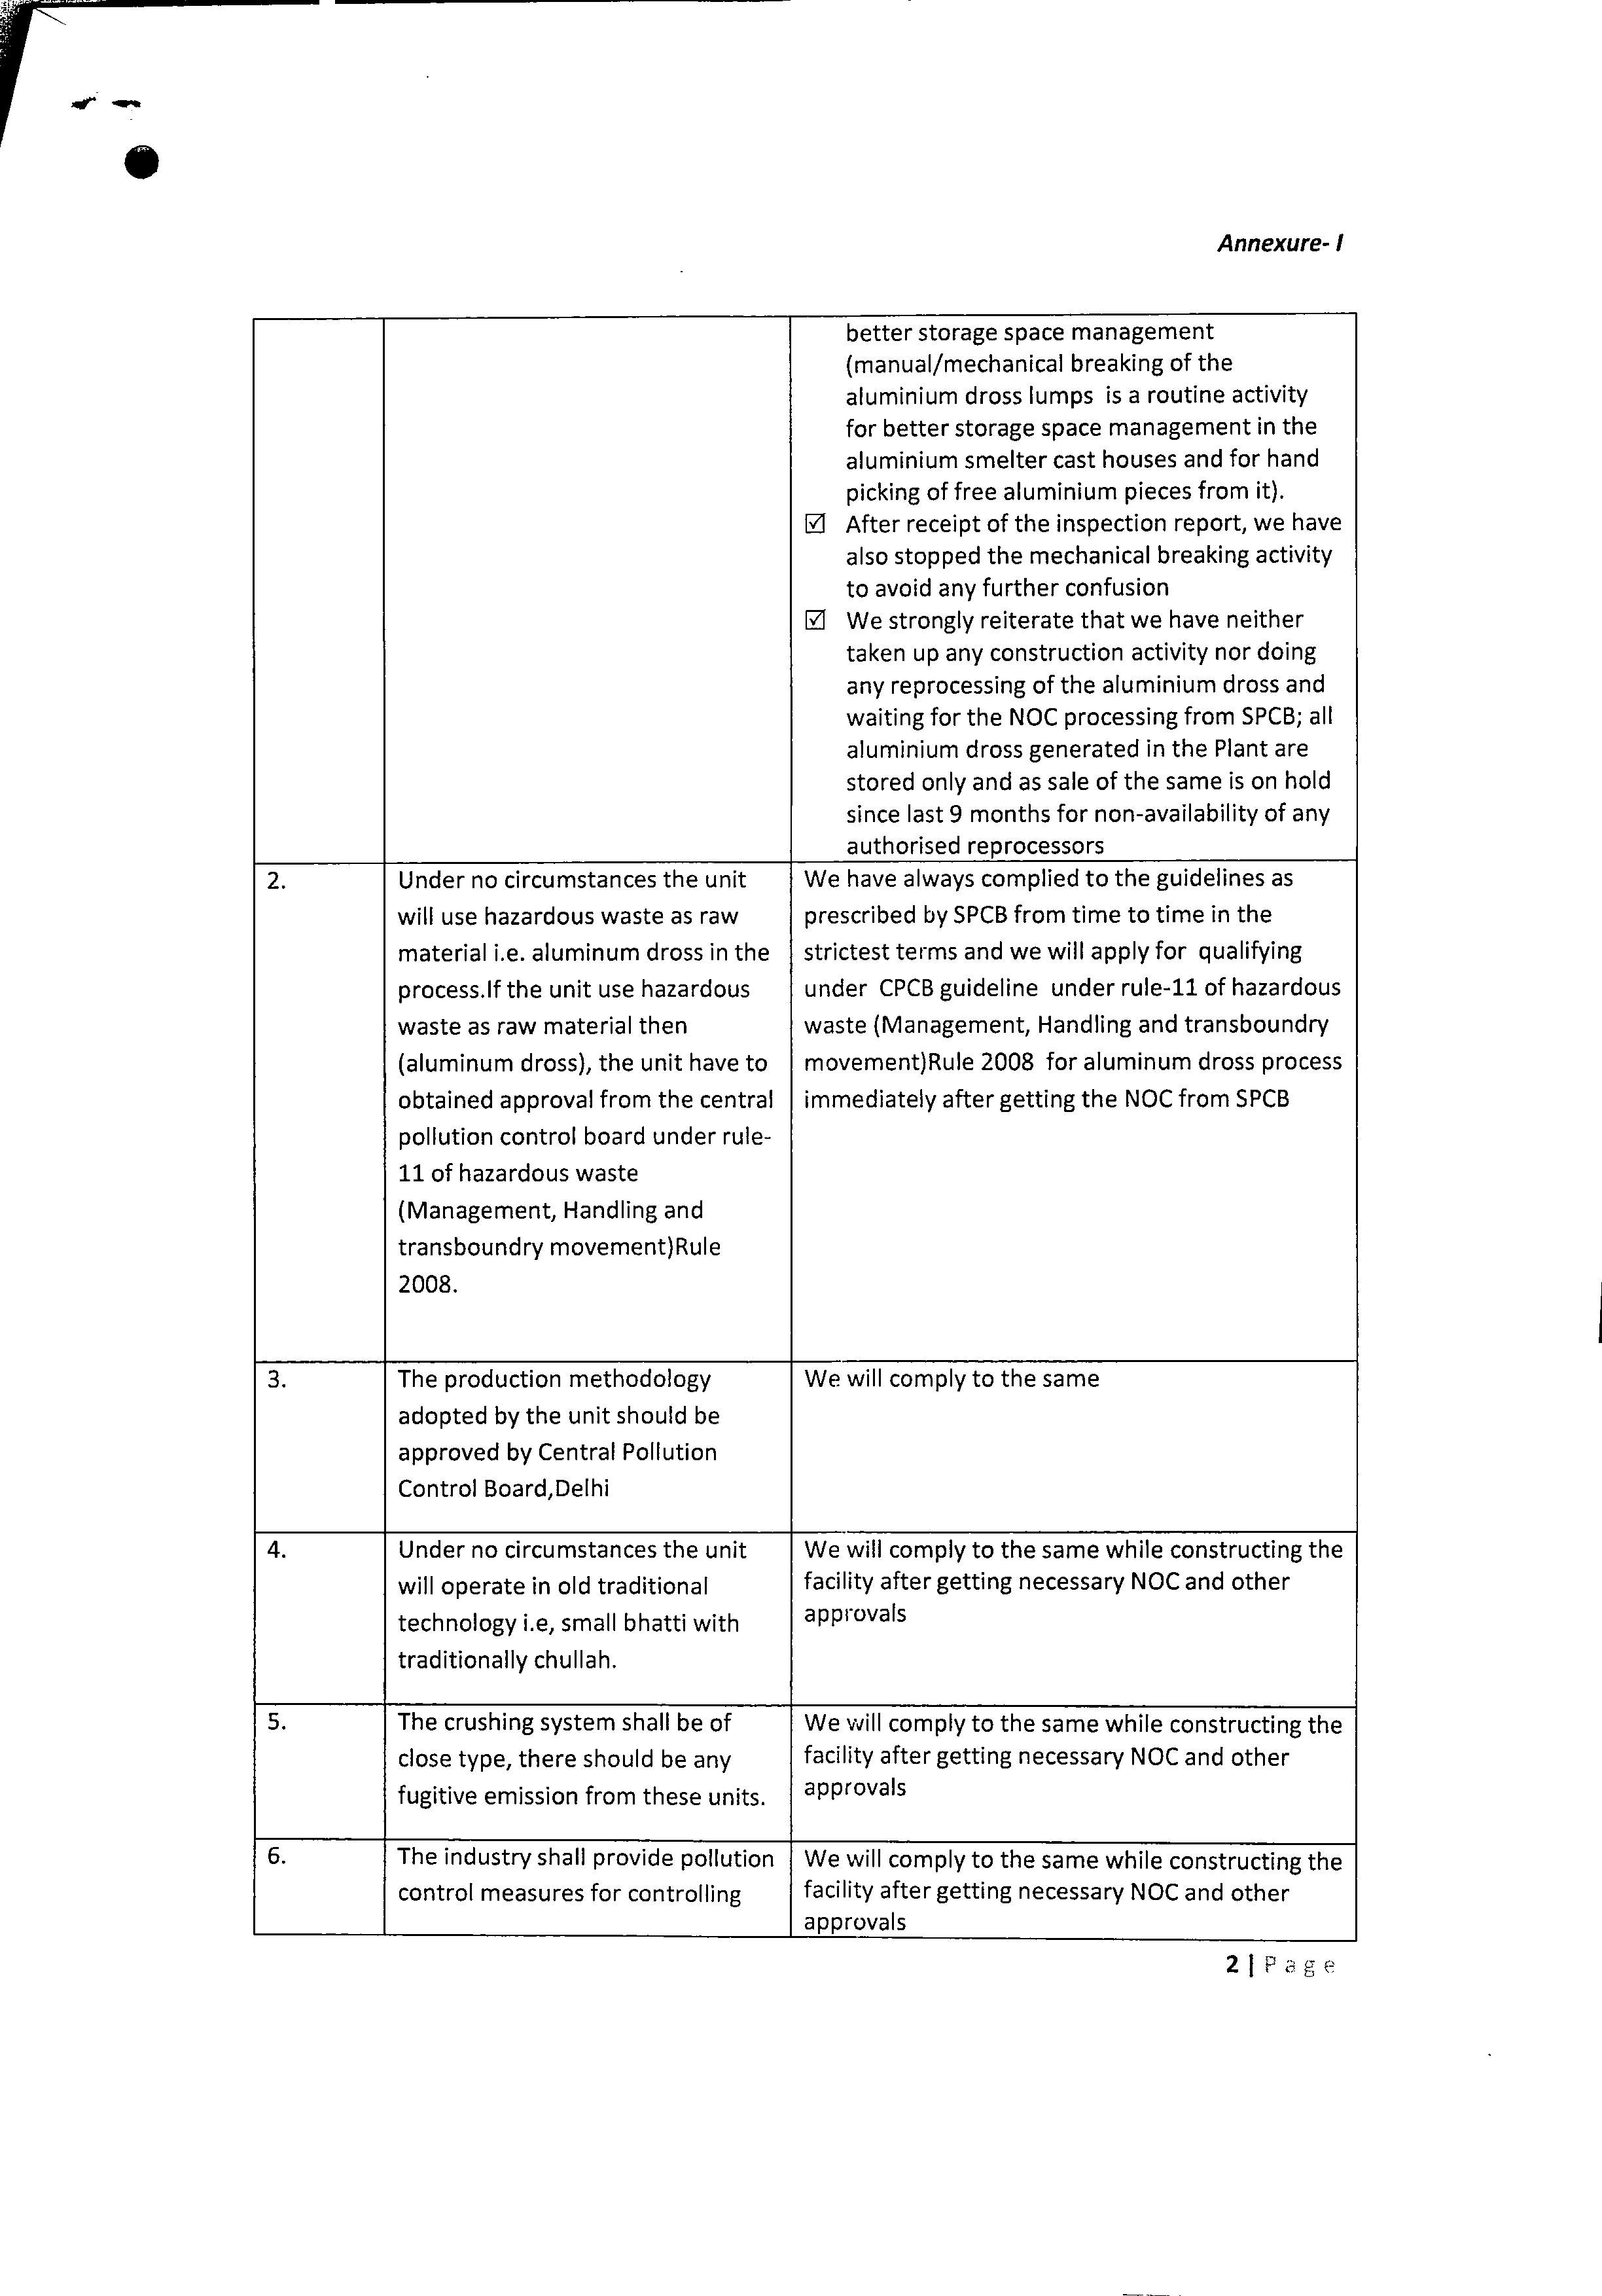 Annexure- I
better storage space management
(manual/mechanical breaking of the
aluminium dross lumps is a routine activity
for better storage space management in the
aluminium smelter cast houses and for hand
picking of free aluminium pieces from it).
☑ After receipt of the inspection report, we have
also stopped the mechanical breaking activity
to avoid any further confusion
☑ We strongly reiterate that we have neither
taken up any construction activity nor doing
any reprocessing of the aluminium dross and
waiting for the NOC processing from SPCB; all
aluminium dross generated in the Plant are
stored only and as sale of the same is on hold
since last 9 months for non-availability of any
authorised reprocessors
2.
Under no circumstances the unit
will use hazardous waste as raw
material i.e. aluminum dross in the
process.If the unit use hazardous
waste as raw material then
(aluminum dross), the unit have to
obtained approval from the central
pollution control board under rule-
11 of hazardous waste
(Management, Handling and
transboundry movement)Rule
2008.
We have always complied to the guidelines as
prescribed by SPCB from time to time in the
strictest terms and we will apply for qualifying
under CPCB guideline under rule-11 of hazardous
waste (Management, Handling and transboundry
movement)Rule 2008 for aluminum dross process
immediately after getting the NOC from SPCB
3.
The production methodology
adopted by the unit should be
approved by Central Pollution
Control Board,Delhi
We will comply to the same
4.
Under no circumstances the unit
will operate in old traditional
technology i.e, small bhatti with
traditionally chullah.
We will comply to the same while constructing the
facility after getting necessary NOC and other
approvals
5.
The crushing system shall be of
close type, there should be any
fugitive emission from these units.
We will comply to the same while constructing the
facility after getting necessary NOC and other
approvals
6.
The industry shall provide pollution
control measures for controlling
We will comply to the same while constructing the
facility after getting necessary NOC and other
approvals
2 | Page